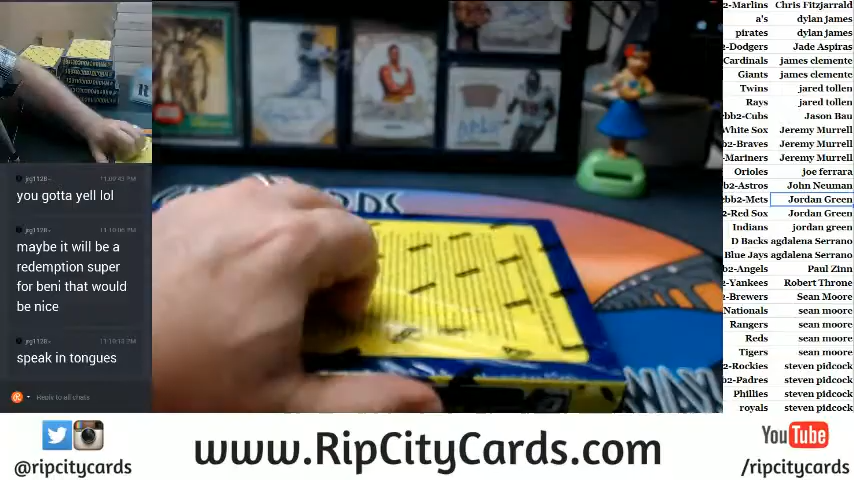 jrg1128-
you gotta yell lol
maybe it will be a
redemption super
for beni that would
be nice
speak in tongues
Reply to all chats
2-Marlins Chris Fitzjarrald
a's dylan james
pirates dylan james
2-Dodgers Jade Aspiras
Cardinals james clemente
Giants james clemente
Twins jared tollen
Rays jared tollen
bb2-Cubs Jason Bau
White Sox Jeremy Murrell
b2-Braves Jeremy Murrell
-Mariners Jeremy Murrell
Orioles joe ferrara
b2-Astros John Neuman
bb2-Mets Jordan Green
2-Red Sox Jordan Green
Indians jordan green
D Backs agdalena Serrano
Blue Jays agdalena Serrano
b2-Angels Paul Zinn
-Yankees Robert Throne
-Brewers Sean Moore
Nationals sean moore
Rangers sean moore
Reds sean moore
Tigers sean moore
2-Rockies steven pidcock
2-Padres steven pidcock
Phillies steven pidcock
royals steven pidcock
@ripcitycards
www.RipCityCards.com
YouTube
/ripcitycards